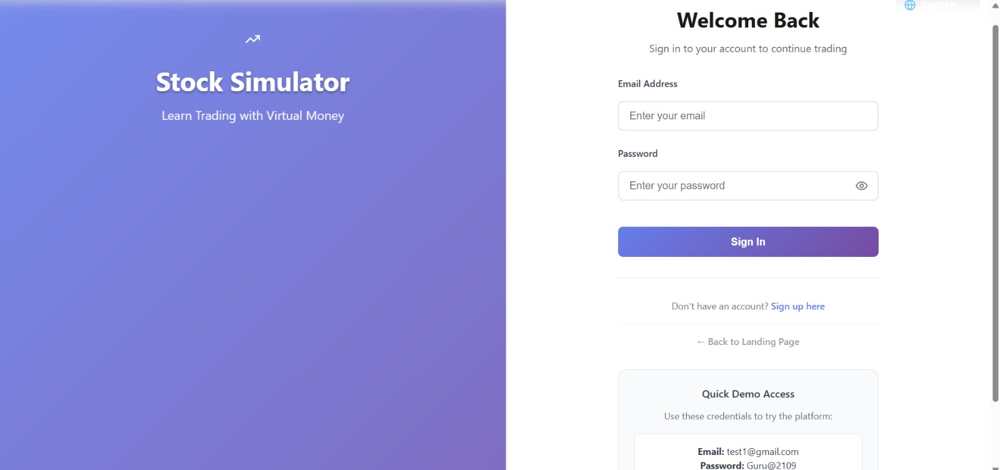 Stock Simulator
Learn Trading with Virtual Money
English
Welcome Back
Sign in to your account to continue trading
Email Address
Enter your email
Password
Enter your password
Sign In
Don't have an account? Sign up here
← Back to Landing Page
Quick Demo Access
Use these credentials to try the platform:
Email: test1@gmail.com
Password: Guru@2109